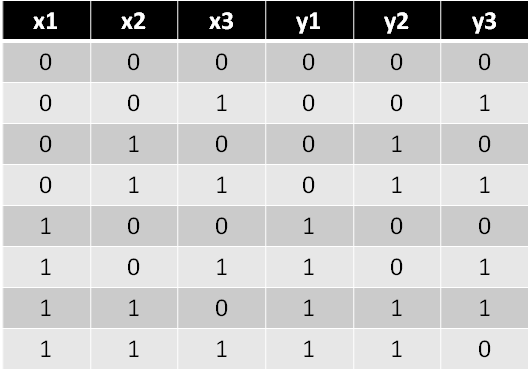 x1 x2 x3 y1 y2 y3
0 0 0 0 0 0
0 0 1 0 0 1
0 1 0 0 1 0
0 1 1 0 1 1
1 0 0 1 0 0
1 0 1 1 0 1
1 1 0 1 1 1
1 1 1 1 1 0